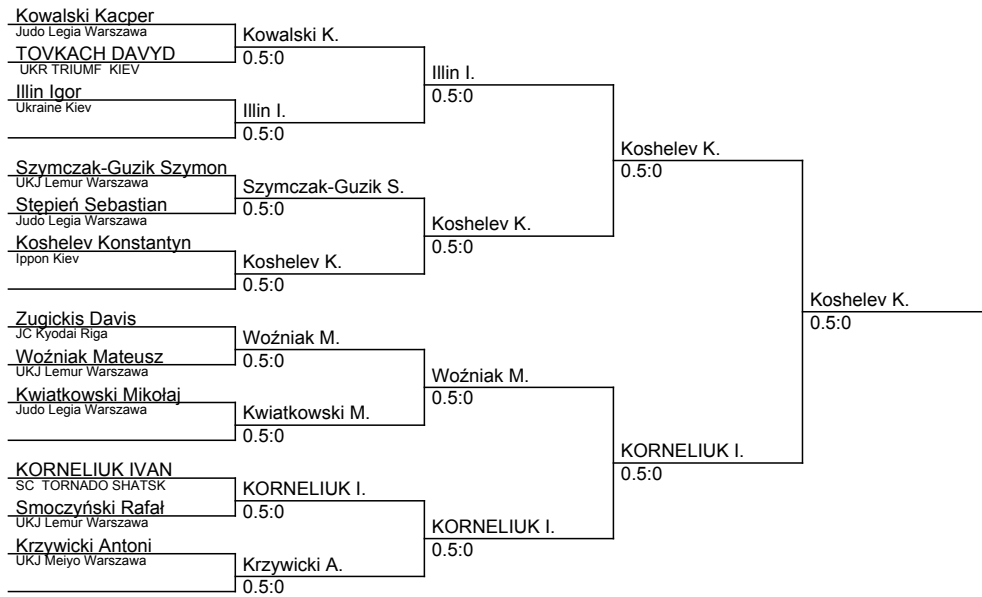 Kowalski Kacper
Judo Legia Warszawa
TOVKACH DAVYD
UKR TRIUMF KIEV
Illin Igor
Ukraine Kiev
Szymczak-Guzik Szymon
UKJ Lemur Warszawa
Stępień Sebastian
Judo Legia Warszawa
Koshelev Konstantyn
Ippon Kiev
Zugickis Davis
JC Kyodai Riga
Woźniak Mateusz
UKJ Lemur Warszawa
Kwiatkowski Mikołaj
Judo Legia Warszawa
KORNELIUK IVAN
SC TORNADO SHATSK
Smoczyński Rafał
UKJ Lemur Warszawa
Krzywicki Antoni
UKJ Meiyo Warszawa
Kowalski K.
0.5:0
Illin I.
0.5:0
Szymczak-Guzik S.
0.5:0
Koshelev K.
0.5:0
Woźniak M.
0.5:0
Kwiatkowski M.
0.5:0
KORNELIUK I.
0.5:0
Krzywicki A.
0.5:0
Illin I.
0.5:0
Koshelev K.
0.5:0
Woźniak M.
0.5:0
KORNELIUK I.
0.5:0
Koshelev K.
0.5:0
KORNELIUK I.
0.5:0
Koshelev K.
0.5:0